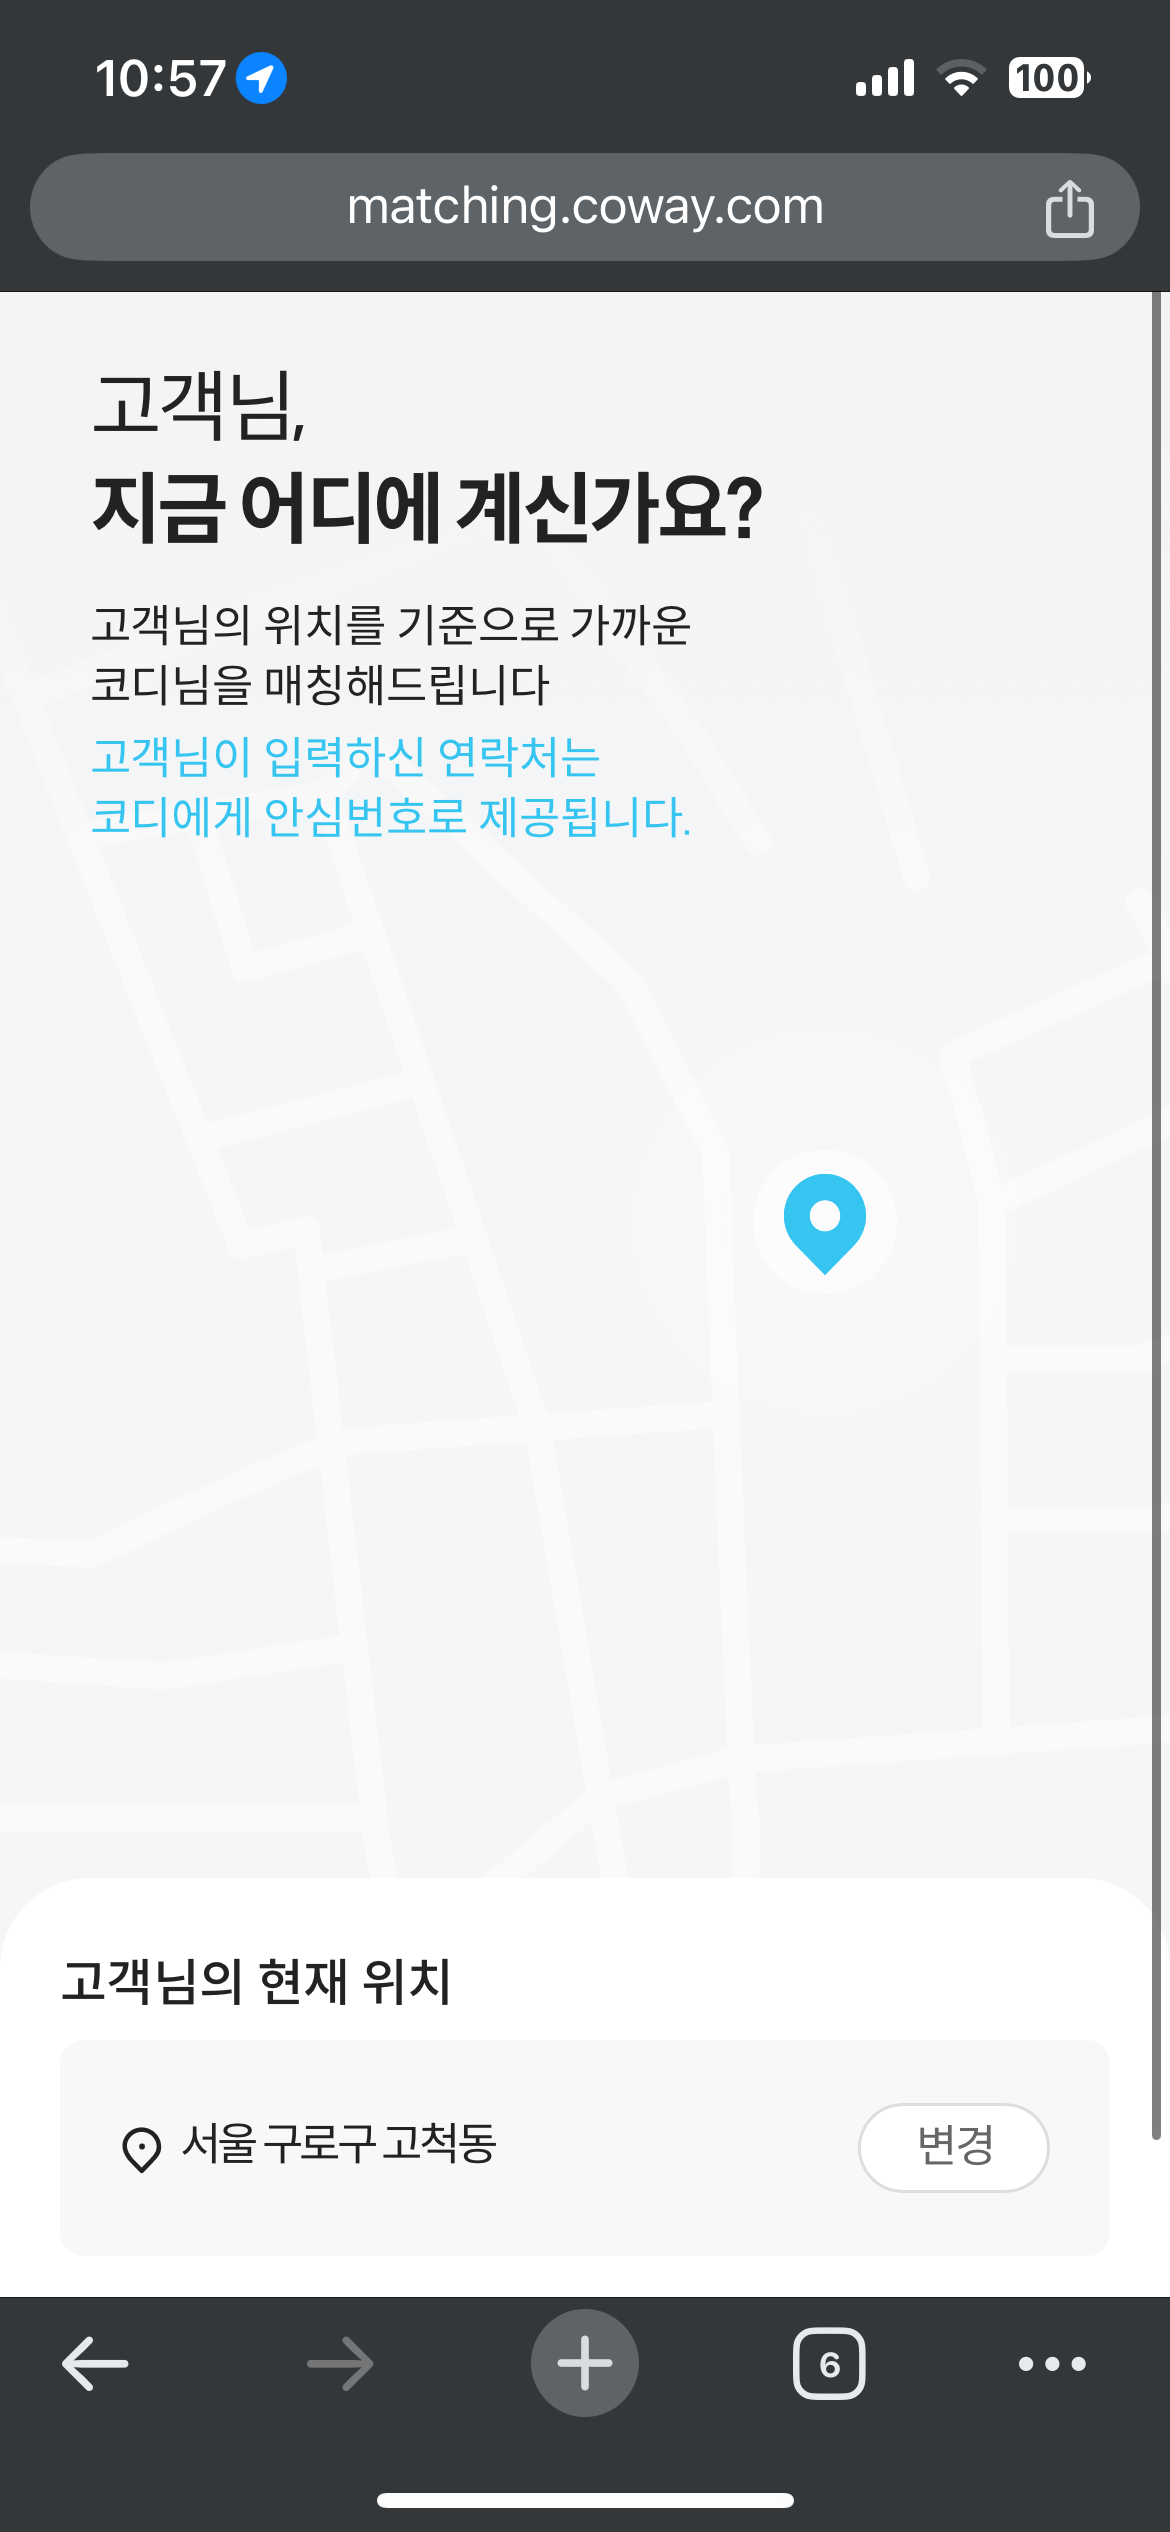 10:57
100
matching.coway.com
고객님,
지금 어디에 계신가요?
고객님의 위치를 기준으로 가까운
코디님을 매칭해드립니다
고객님이 입력하신 연락처는
코디에게 안심번호로 제공됩니다.
고객님의 현재 위치
서울 구로구 고척동
변경
6